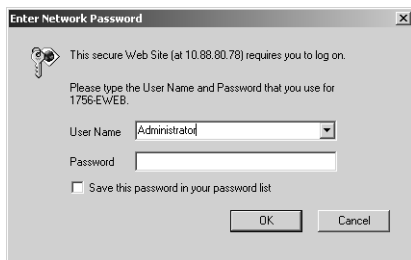 Enter Network Password
This secure Web Site (at 10.88.80.78) requires you to log on.
Please type the User Name and Password that you use for
1756-EWEB.
User Name Administrator
Password
Save this password in your password list
OK Cancel